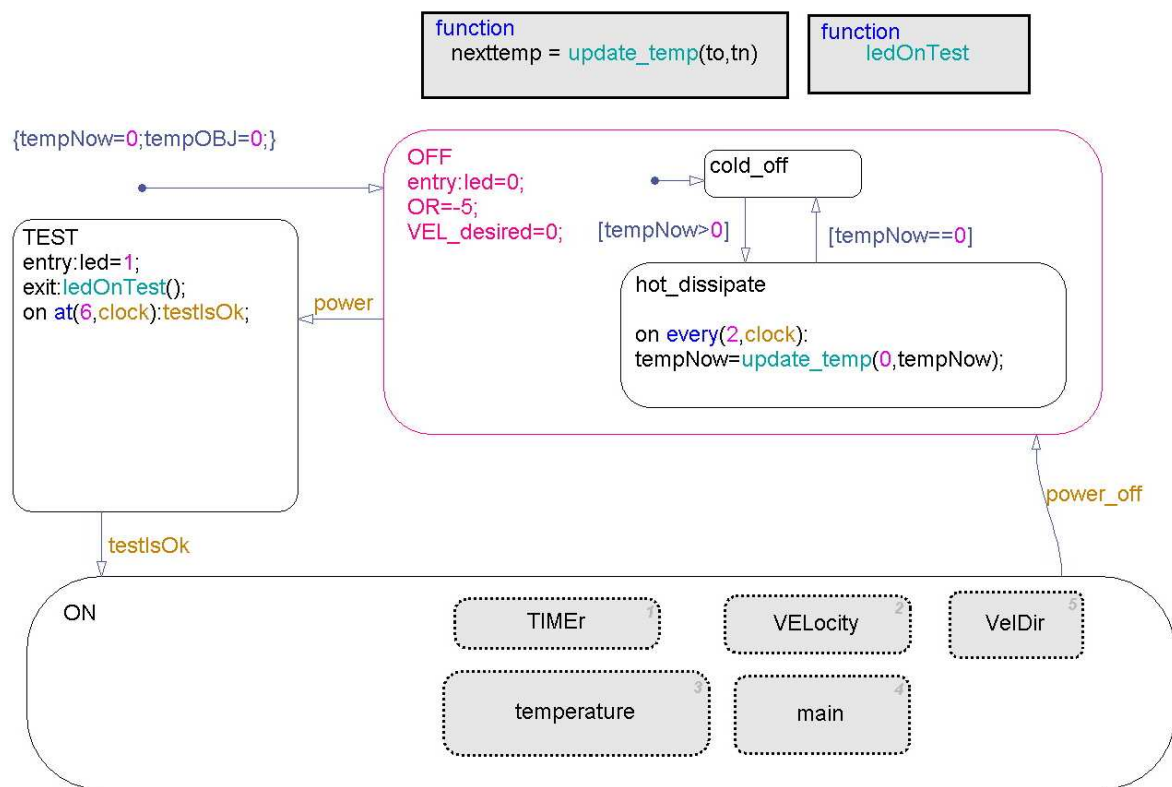 function
nexttemp = update_temp(to,tn)
function
ledOnTest
{tempNow=0;tempOBJ=0;}
OFF
entry:led=0;
OR=-5;
VEL_desired=0;
cold_off
[tempNow>0]
[tempNow==0]
hot_dissipate
on every(2,clock):
tempNow=update_temp(0,tempNow);
TEST
entry:led=1;
exit:ledOnTest();
on at(6,clock):testIsOk;
power
power_off
testIsOk
ON
TIMEr
1
VELocity
2
VelDir
5
temperature
3
main
4